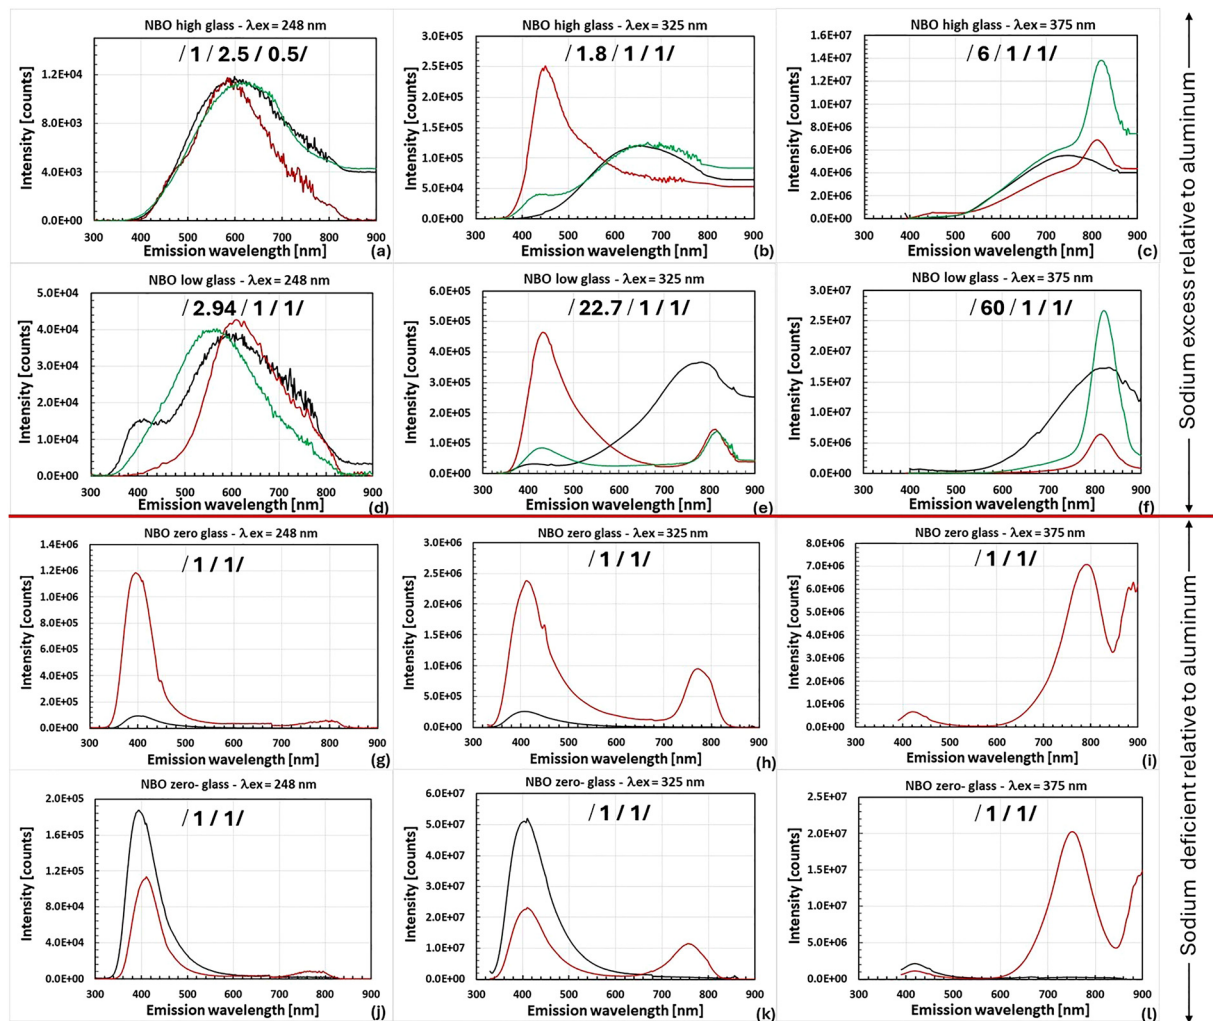 NBO high glass - λex = 248 nm
/ 1 / 2.5 / 0.5/
Intensity [counts]
1.2E+04
8.0E+03
4.0E+03
0.0E+00
300 400 500 600 700 800 900
Emission wavelength [nm]
(a)
NBO high glass - λex = 325 nm
/ 1.8 / 1 / 1/
Intensity [counts]
3.0E+05
2.5E+05
2.0E+05
1.5E+05
1.0E+05
5.0E+04
0.0E+00
300 400 500 600 700 800 900
Emission wavelength [nm]
(b)
NBO high glass - λex = 375 nm
/ 6 / 1 / 1/
Intensity [counts]
1.6E+07
1.4E+07
1.2E+07
1.0E+07
8.0E+06
6.0E+06
4.0E+06
2.0E+06
0.0E+00
300 400 500 600 700 800 900
Emission wavelength [nm]
(c)
Sodium excess relative to aluminum
NBO low glass - λex = 248 nm
/ 2.94 / 1 / 1/
Intensity [counts]
5.0E+04
4.0E+04
3.0E+04
2.0E+04
1.0E+04
0.0E+00
300 400 500 600 700 800 900
Emission wavelength [nm]
(d)
NBO low glass - λex = 325 nm
/ 22.7 / 1 / 1/
Intensity [counts]
6.0E+05
5.0E+05
4.0E+05
3.0E+05
2.0E+05
1.0E+05
0.0E+00
300 400 500 600 700 800 900
Emission wavelength [nm]
(e)
NBO low glass - λex = 375 nm
/ 60 / 1 / 1/
Intensity [counts]
3.0E+07
2.5E+07
2.0E+07
1.5E+07
1.0E+07
5.0E+06
0.0E+00
300 400 500 600 700 800 900
Emission wavelength [nm]
(f)
NBO zero glass - λex = 248 nm
/ 1 / 1/
Intensity [counts]
1.4E+06
1.2E+06
1.0E+06
8.0E+05
6.0E+05
4.0E+05
2.0E+05
0.0E+00
300 400 500 600 700 800 900
Emission wavelength [nm]
(g)
NBO zero glass - λex = 325 nm
/ 1 / 1/
Intensity [counts]
3.0E+06
2.5E+06
2.0E+06
1.5E+06
1.0E+06
5.0E+05
0.0E+00
300 400 500 600 700 800 900
Emission wavelength [nm]
(h)
NBO zero glass - λex = 375 nm
/ 1 / 1/
Intensity [counts]
8.0E+06
7.0E+06
6.0E+06
5.0E+06
4.0E+06
3.0E+06
2.0E+06
1.0E+06
0.0E+00
300 400 500 600 700 800 900
Emission wavelength [nm]
(i)
Sodium deficient relative to aluminum
NBO zero- glass - λex = 248 nm
/ 1 / 1/
Intensity [counts]
2.0E+05
1.6E+05
1.2E+05
8.0E+04
4.0E+04
0.0E+00
300 400 500 600 700 800 900
Emission wavelength [nm]
(j)
NBO zero- glass - λex = 325 nm
/ 1 / 1/
Intensity [counts]
6.0E+07
5.0E+07
4.0E+07
3.0E+07
2.0E+07
1.0E+07
0.0E+00
300 400 500 600 700 800 900
Emission wavelength [nm]
(k)
NBO zero- glass - λex = 375 nm
/ 1 / 1/
Intensity [counts]
2.5E+07
2.0E+07
1.5E+07
1.0E+07
5.0E+06
0.0E+00
300 400 500 600 700 800 900
Emission wavelength [nm]
(l)